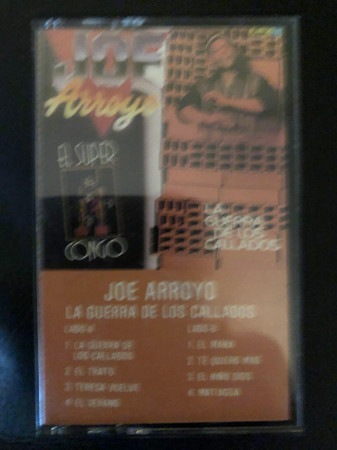 JOE
Arroyo
EL SUPER
CONGO
LA
GUERRA
DE LOS
CALLADOS
JOE ARROYO
LA GUERRA DE LOS CALLADOS
LADO A
1 LA GUERRA DE
LOS CALLADOS
2 EL TRATO
3 TERESA VUELVE
4 EL VERANO
LADO B
1 EL MANA
2 TE QUIERO MAS
3 EL NIÑO DIOS
4